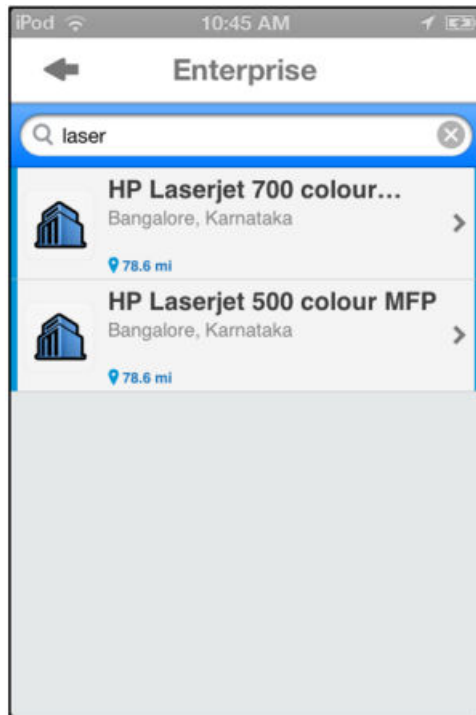 iPod 10:45 AM
Enterprise
laser
HP Laserjet 700 colour...
Bangalore, Karnataka
78.6 mi
HP Laserjet 500 colour MFP
Bangalore, Karnataka
78.6 mi